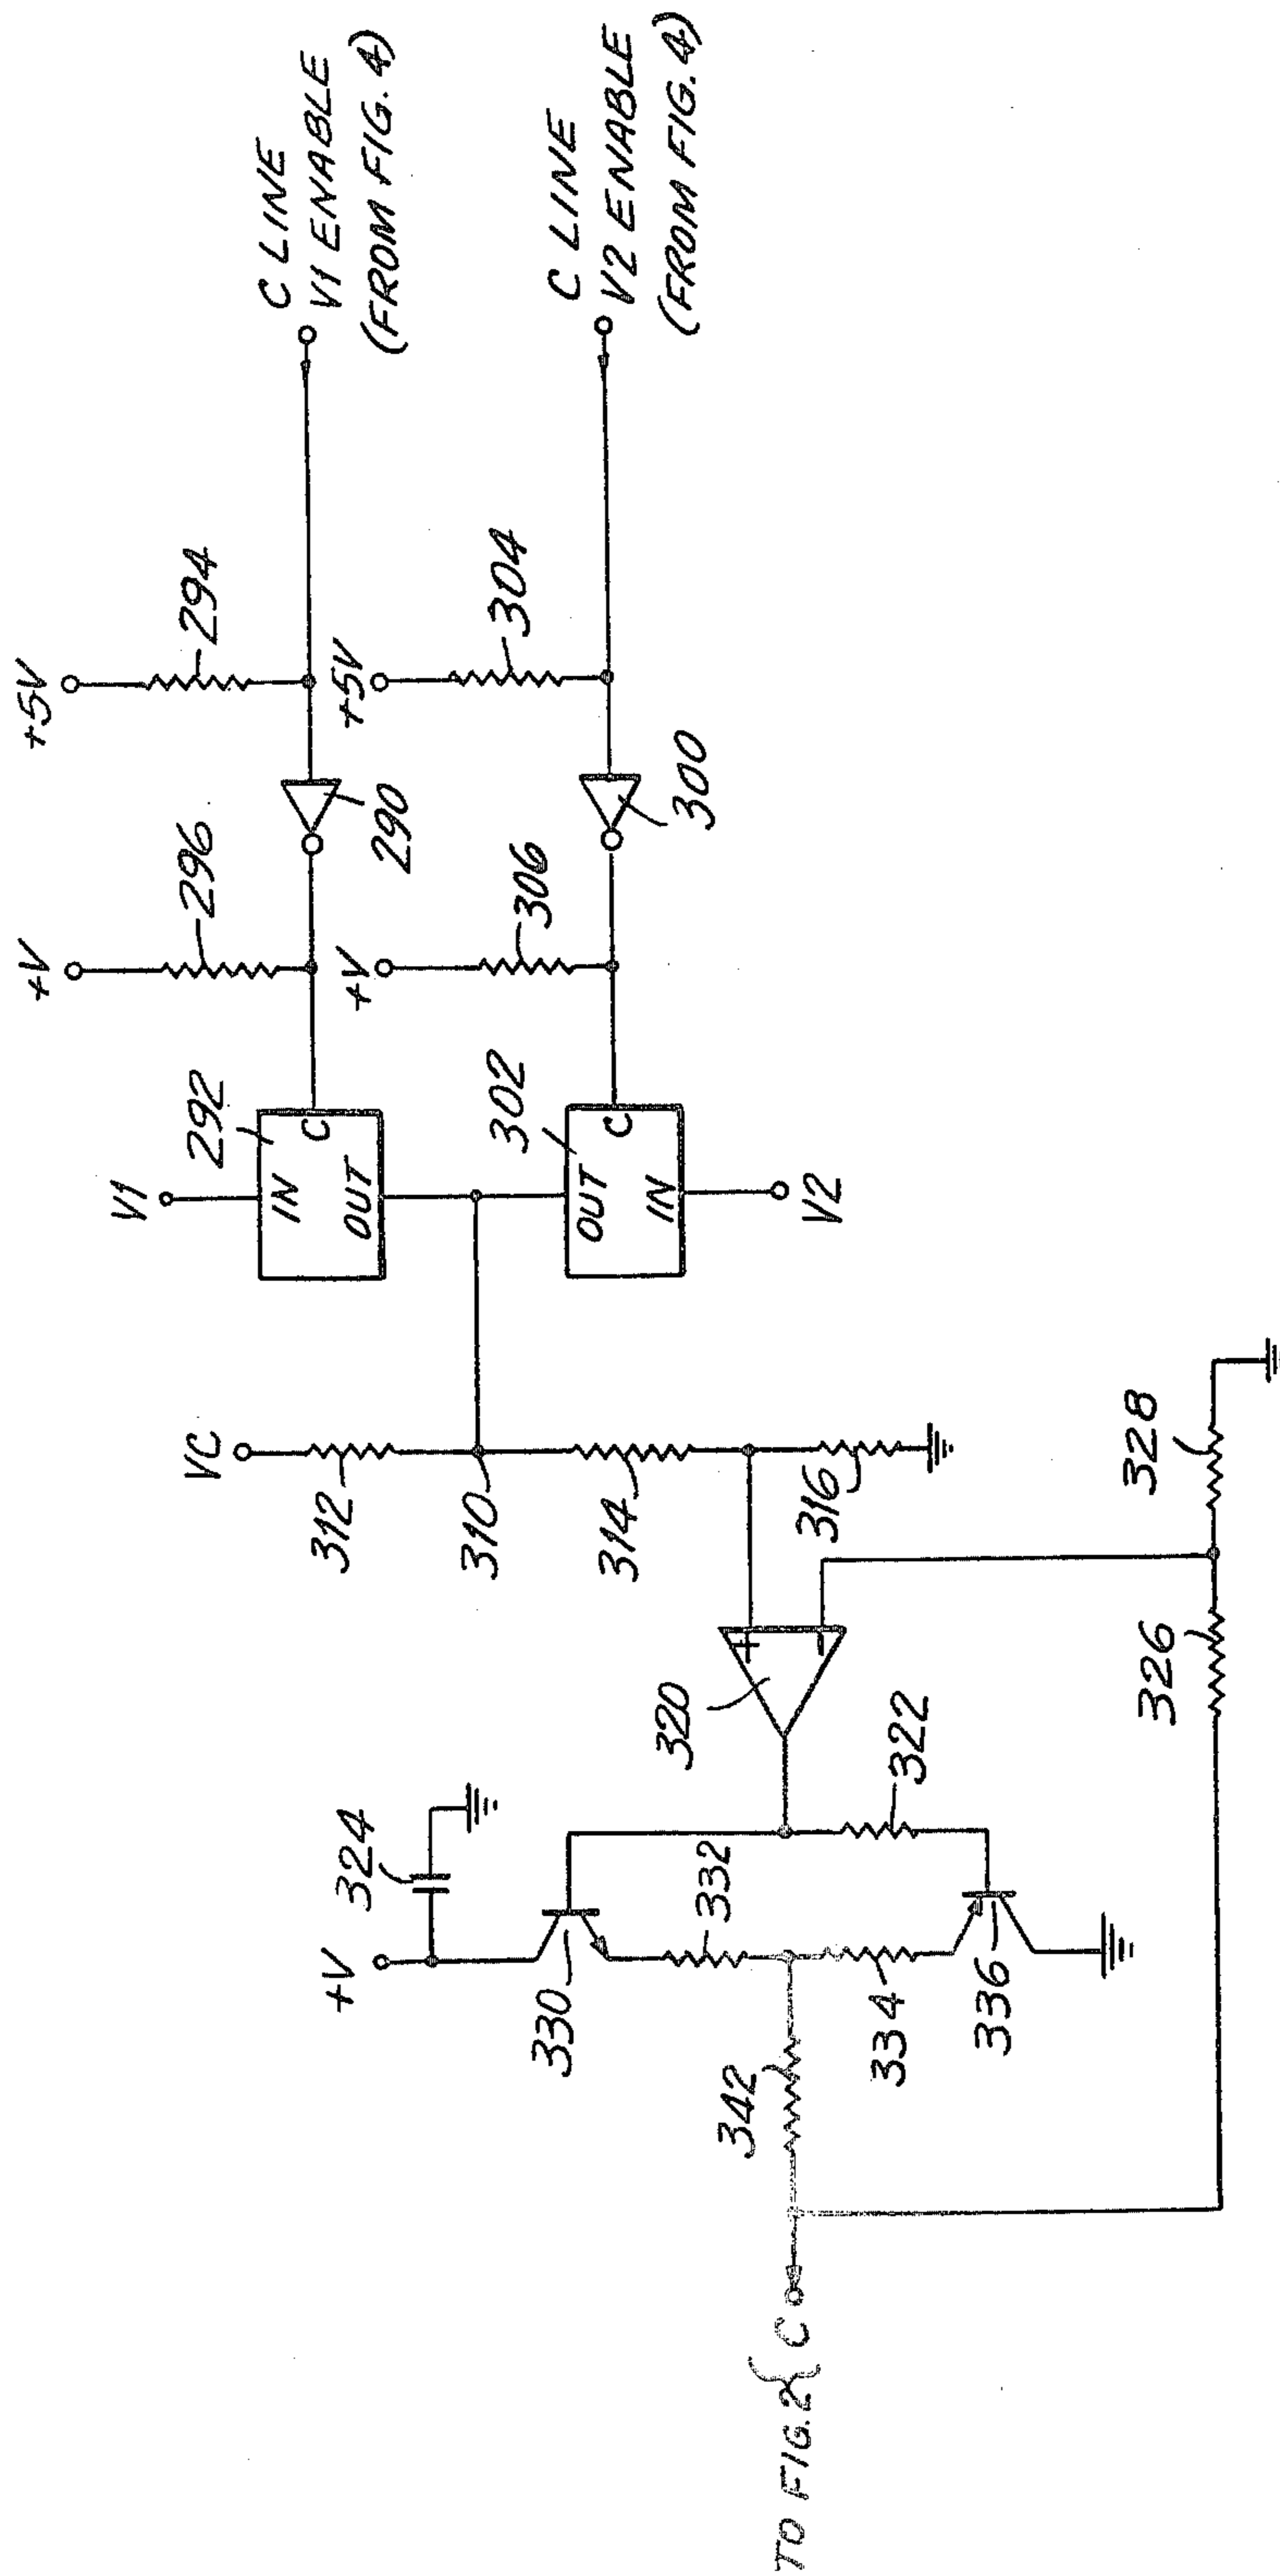 C LINE
V1 ENABLE
(FROM FIG. 4)
C LINE
V2 ENABLE
(FROM FIG. 4)
+5V
294
+5V
304
290
300
+V
296
+V
306
V1
292
IN
C
OUT
302
OUT
C
IN
V2
VC
312
310
314
316
328
326
+
−
320
322
+V
324
330
332
334
336
342
TO FIG. 2 { C